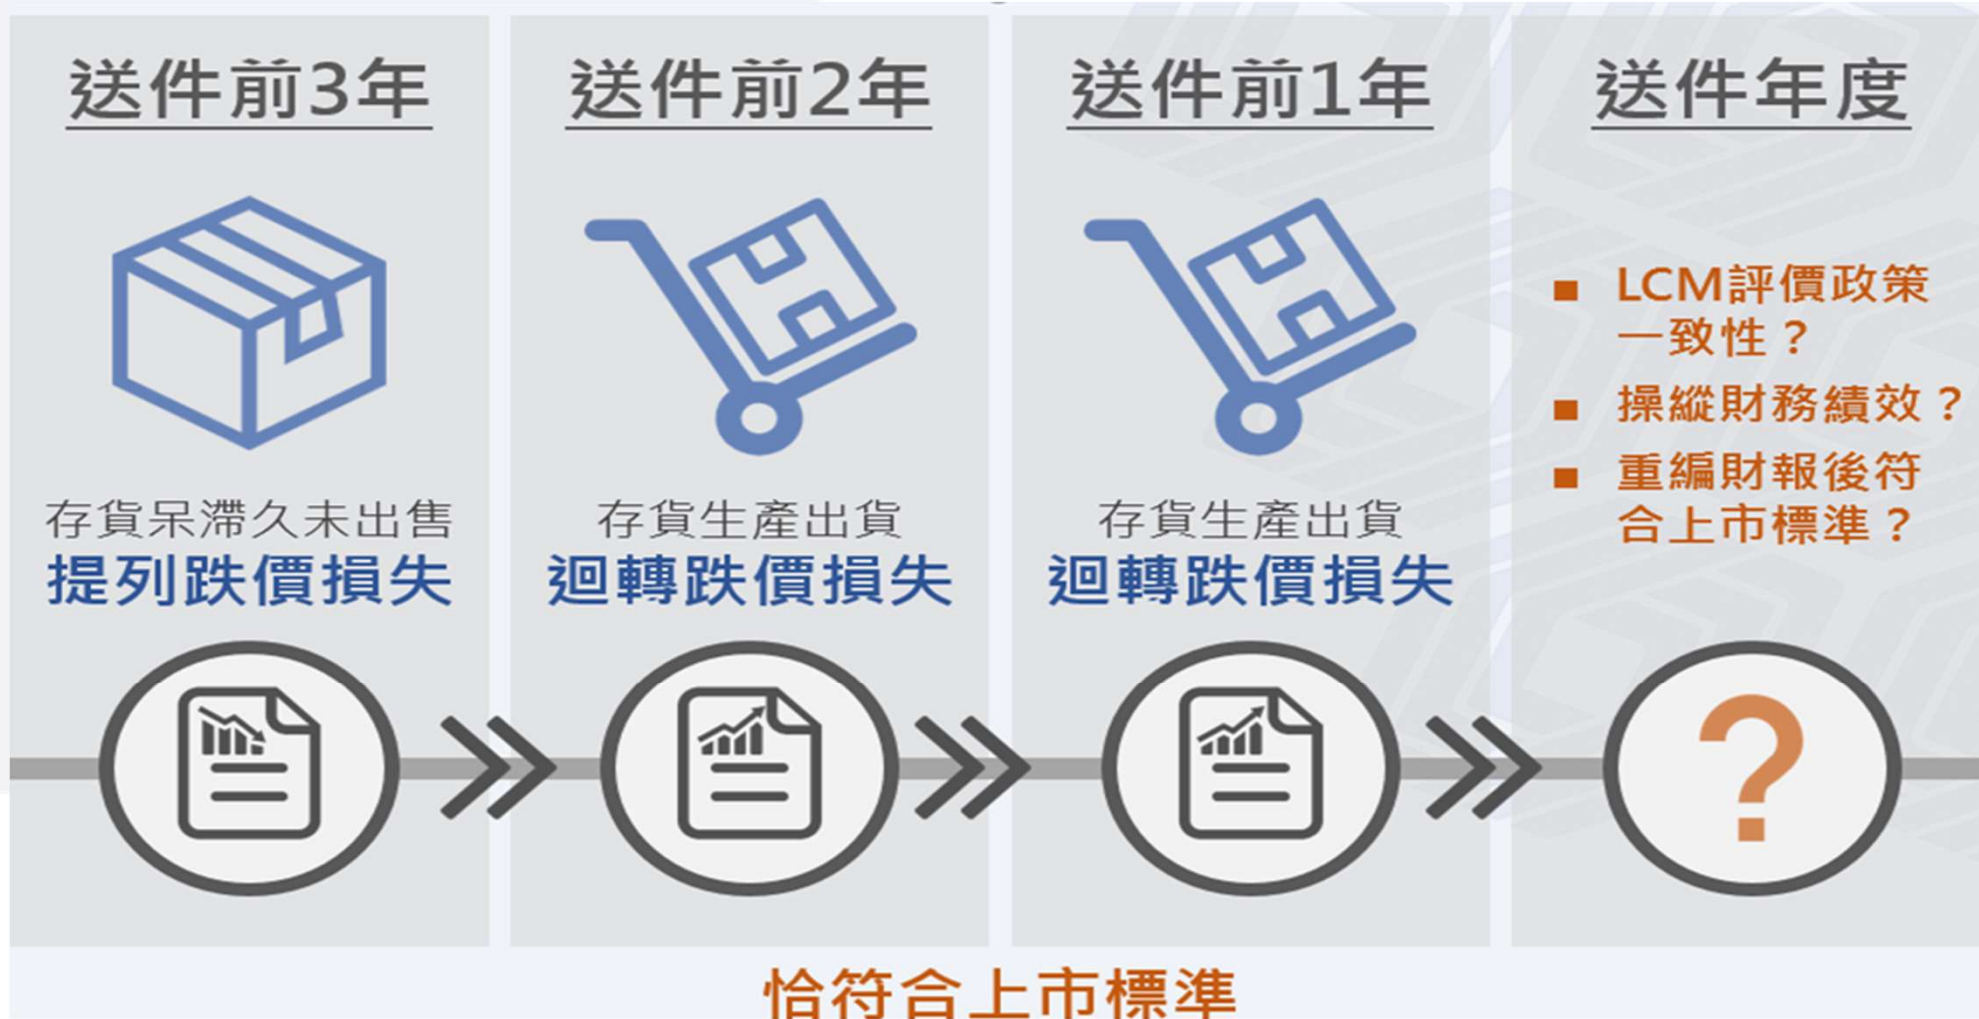 送件前3年
存貨呆滯久未出售
提列跌價損失
送件前2年
存貨生產出貨
迴轉跌價損失
送件前1年
存貨生產出貨
迴轉跌價損失
送件年度
▪ LCM評價政策
一致性？
▪ 操縱財務績效？
▪ 重編財報後符
合上市標準？
恰符合上市標準